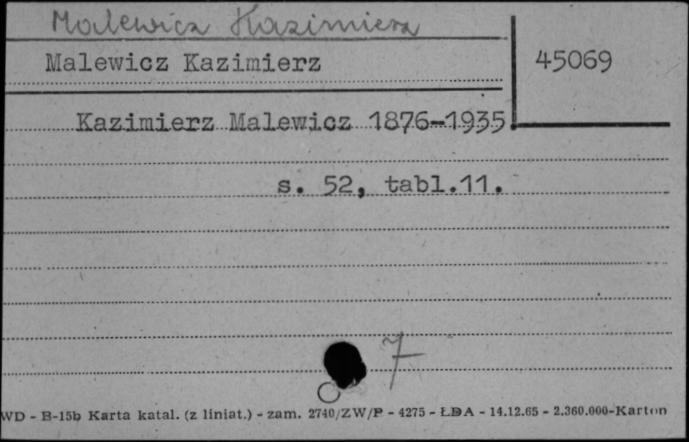 Malewicz Kazimierz
Malewicz Kazimierz
45069
Kazimierz Malewicz 1876-1935
s. 52, tabl.11.
7
WD - B-15b Karta katal. (z liniat.) - zam. 2740/ZW/P - 4275 - ŁDA - 14.12.65 - 2.360.000-Karton